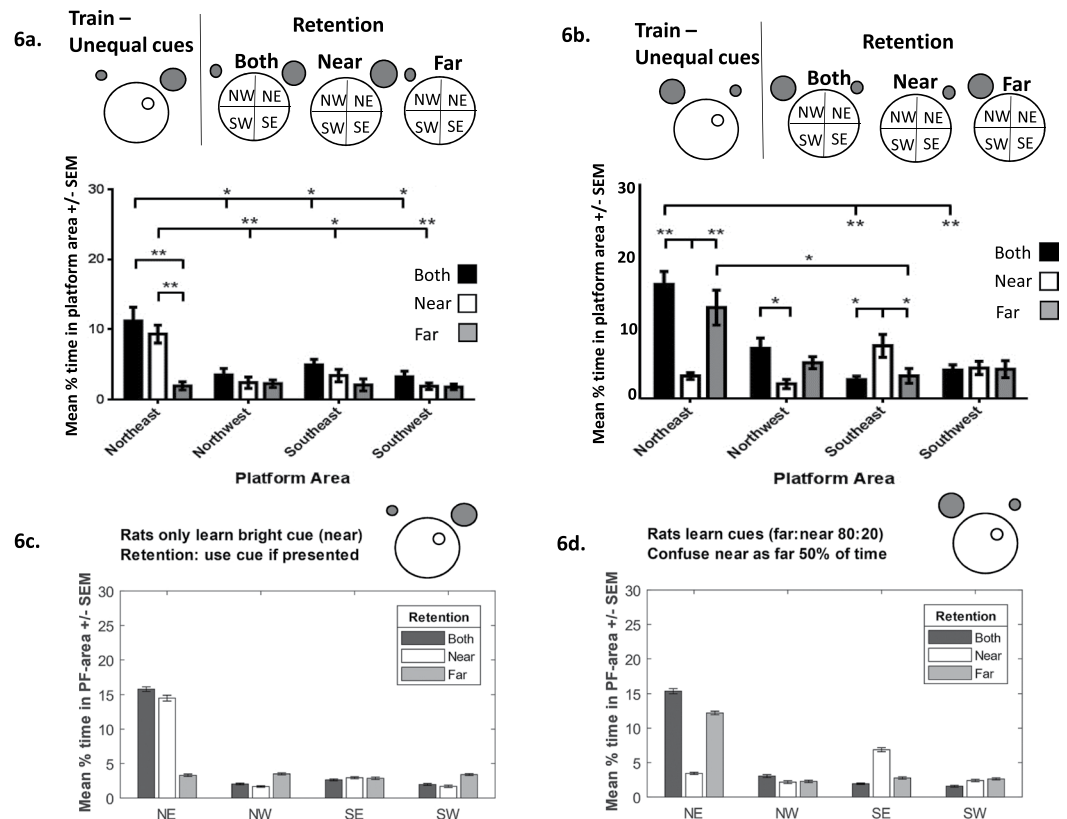 6a.
Train –
Unequal cues
Retention
Both
Near
Far
NW NE
SW SE
NW NE
SW SE
NW NE
SW SE
Mean % time in platform area +/- SEM
30
20
10
0
* * *
** * **
**
**
Both
Near
Far
Northeast
Northwest
Southeast
Southwest
Platform Area
6b.
Train –
Unequal cues
Retention
Both
Near
Far
NW NE
SW SE
NW NE
SW SE
NW NE
SW SE
Mean % time in platform area +/- SEM
30
20
10
0
** **
** **
*
*
* *
Both
Near
Far
Northeast
Northwest
Southeast
Southwest
Platform Area
6c.
Rats only learn bright cue (near)
Retention: use cue if presented
Mean % time in PF-area +/- SEM
30
25
20
15
10
5
0
Retention
Both
Near
Far
NE
NW
SE
SW
6d.
Rats learn cues (far:near 80:20)
Confuse near as far 50% of time
Mean % time in PF-area +/- SEM
30
25
20
15
10
5
0
Retention
Both
Near
Far
NE
NW
SE
SW